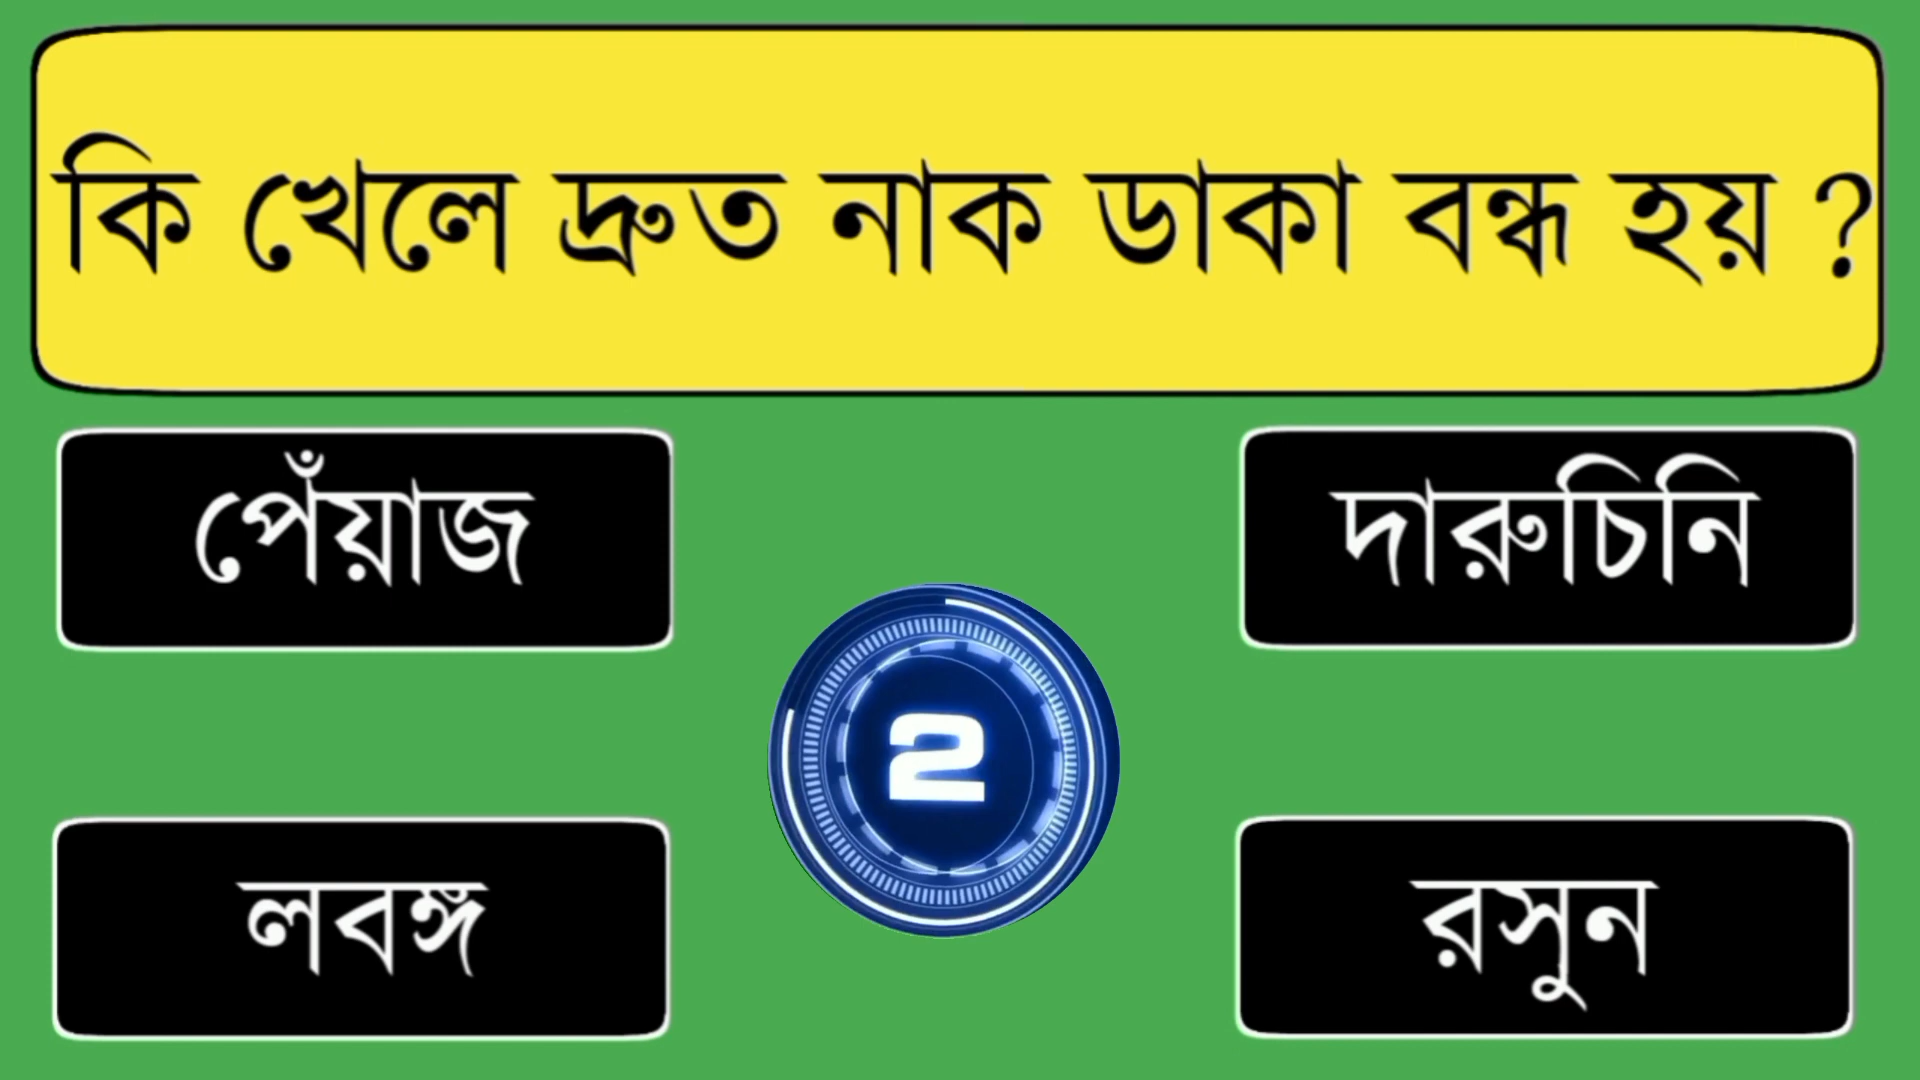 কি খেলে দ্রুত নাক ডাকা বন্ধ হয় ?
পেঁয়াজ
দারুচিনি
2
লবঙ্গ
রসুন